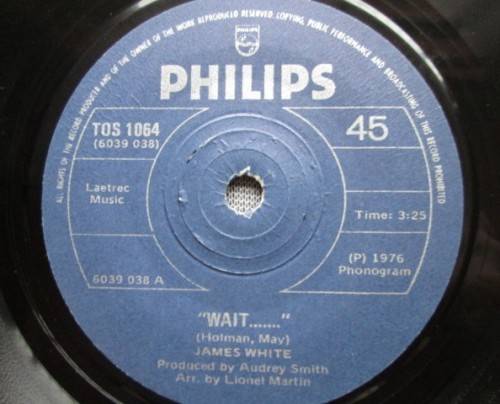 ALL RIGHTS OF THE RECORD PRODUCER AND OF THE OWNER OF THE WORK REPRODUCED RESERVED. COPYING, PUBLIC PERFORMANCE AND BROADCASTING OF THIS RECORD PROHIBITED
PHILIPS
PHILIPS
TOS 1064
45
(6039 038)
Laetrec
Music
Time: 3:25
(P) 1976
Phonogram
6039 038 A
"WAIT......."
(Holman, May)
JAMES WHITE
Produced by Audrey Smith
Arr. by Lionel Martin